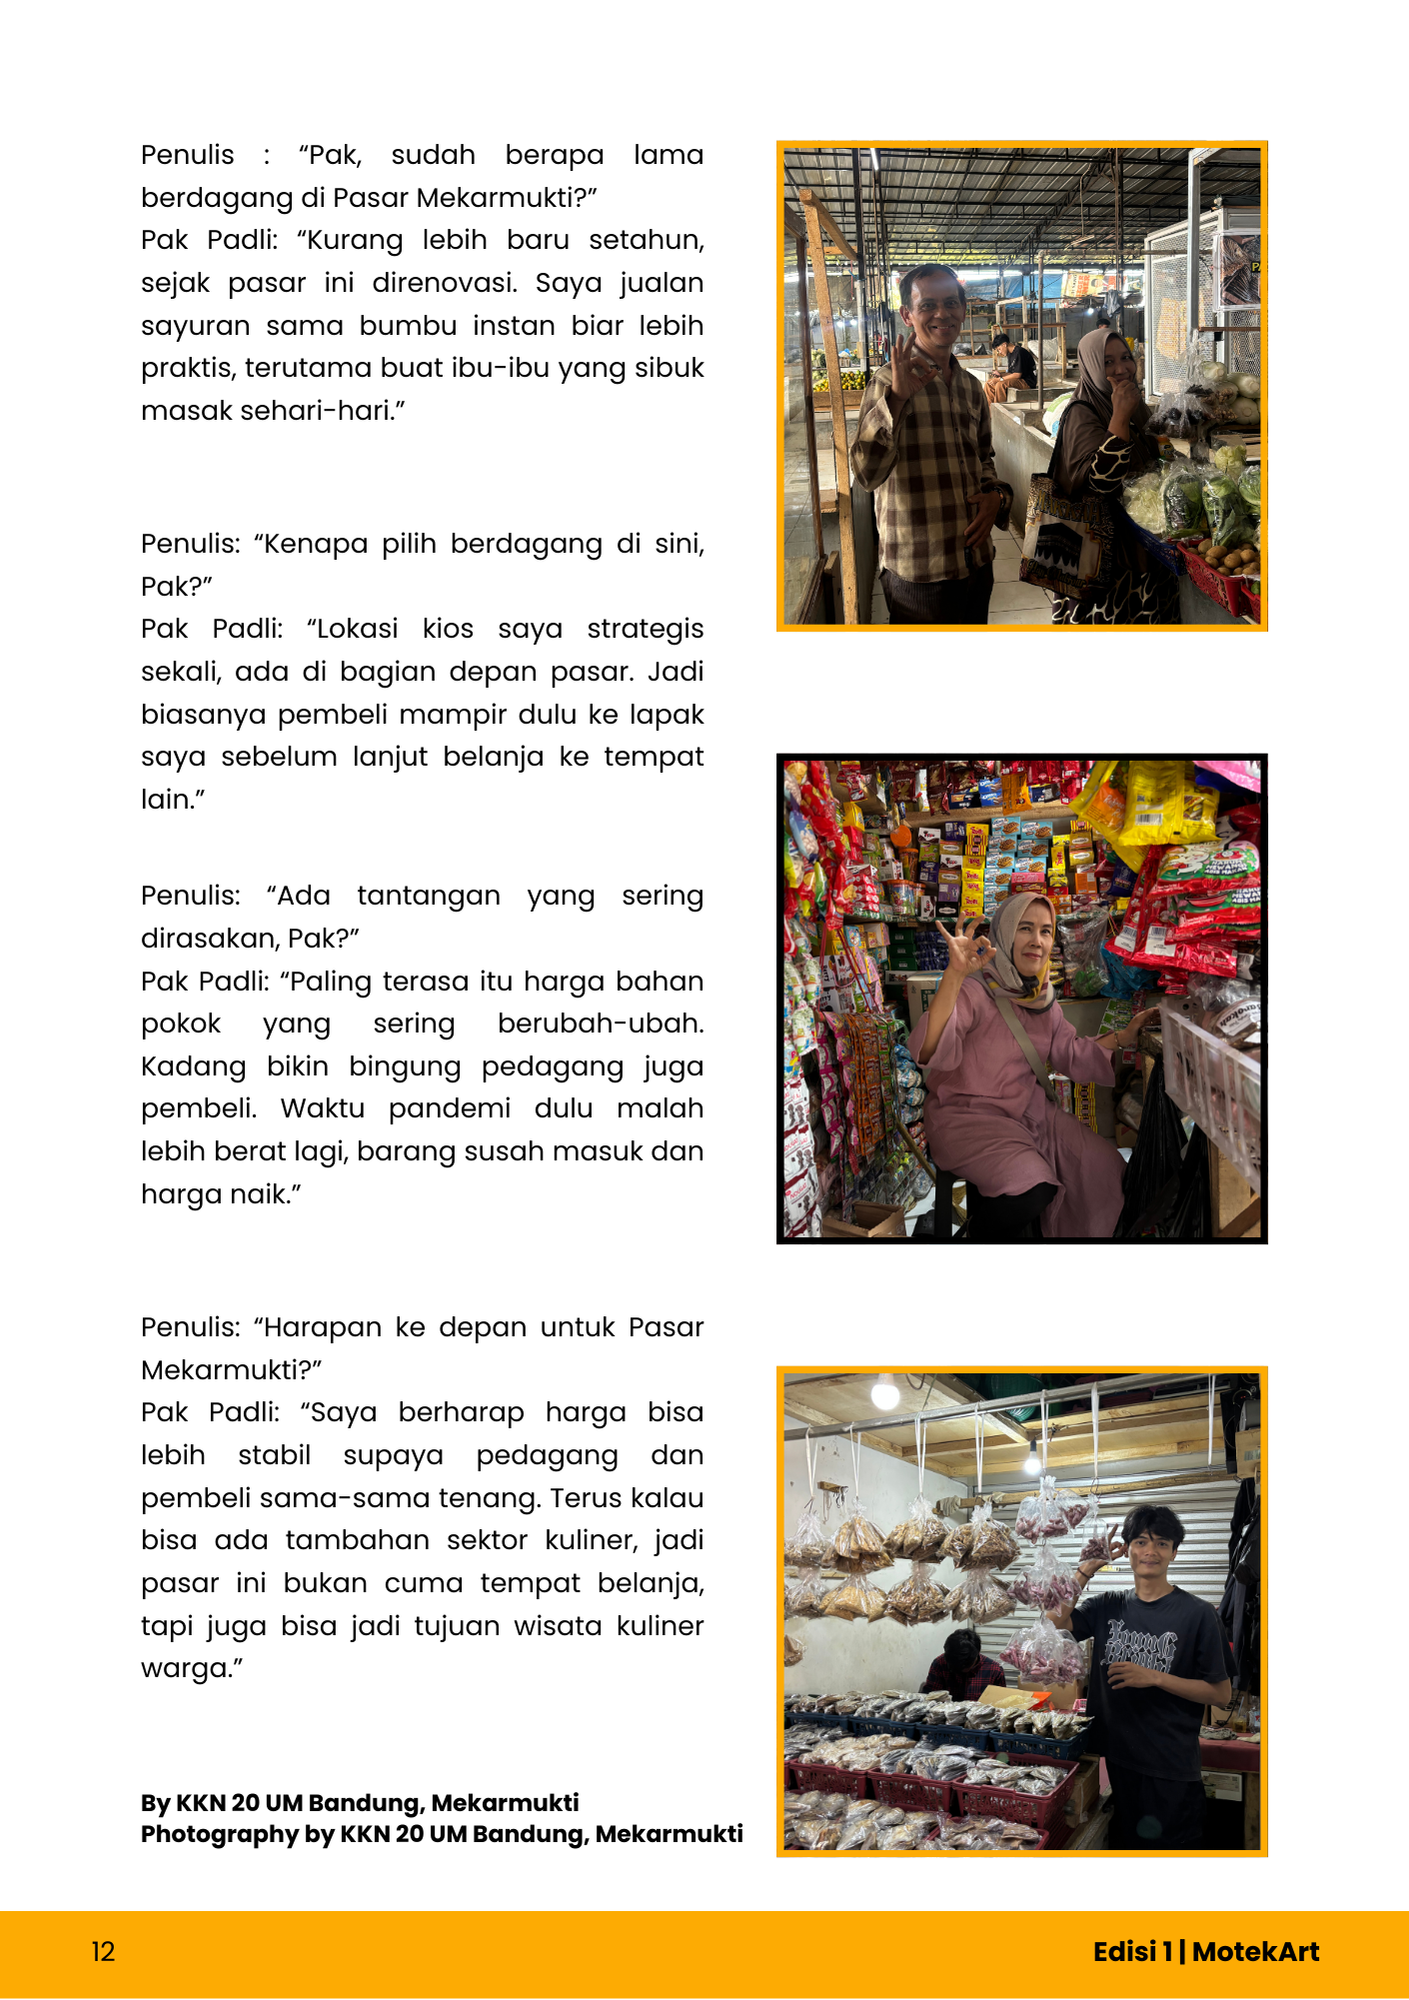 Penulis : “Pak, sudah berapa lama
berdagang di Pasar Mekarmukti?”
Pak Padli: “Kurang lebih baru setahun,
sejak pasar ini direnovasi. Saya jualan
sayuran sama bumbu instan biar lebih
praktis, terutama buat ibu-ibu yang sibuk
masak sehari-hari.”
Penulis: “Kenapa pilih berdagang di sini,
Pak?”
Pak Padli: “Lokasi kios saya strategis
sekali, ada di bagian depan pasar. Jadi
biasanya pembeli mampir dulu ke lapak
saya sebelum lanjut belanja ke tempat
lain.”
Penulis: “Ada tantangan yang sering
dirasakan, Pak?”
Pak Padli: “Paling terasa itu harga bahan
pokok yang sering berubah-ubah.
Kadang bikin bingung pedagang juga
pembeli. Waktu pandemi dulu malah
lebih berat lagi, barang susah masuk dan
harga naik.”
Penulis: “Harapan ke depan untuk Pasar
Mekarmukti?”
Pak Padli: “Saya berharap harga bisa
lebih stabil supaya pedagang dan
pembeli sama-sama tenang. Terus kalau
bisa ada tambahan sektor kuliner, jadi
pasar ini bukan cuma tempat belanja,
tapi juga bisa jadi tujuan wisata kuliner
warga.”
By KKN 20 UM Bandung, Mekarmukti
Photography by KKN 20 UM Bandung, Mekarmukti
12
Edisi 1 | MotekArt